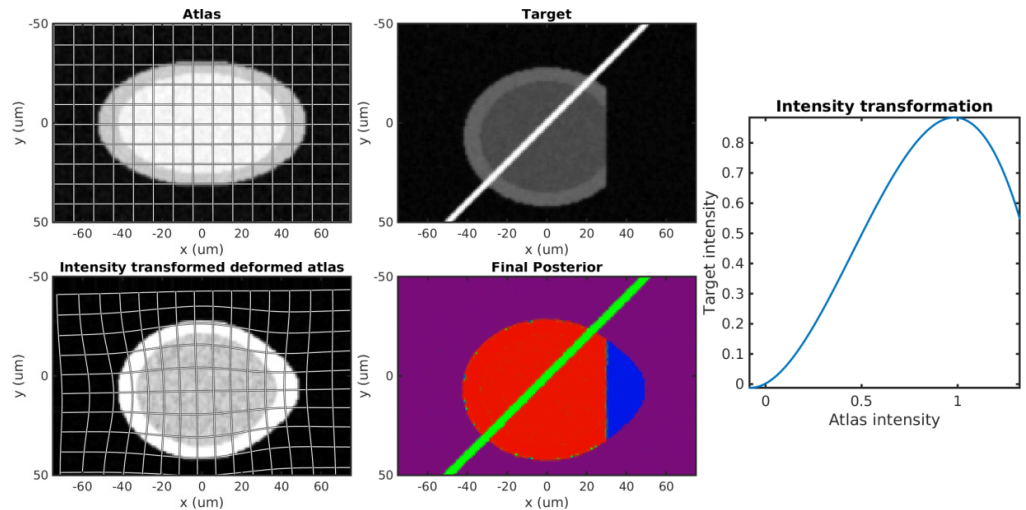 Atlas
-50
0
50
y (um)
-60 -40 -20 0 20 40 60
x (um)
Target
-50
0
50
y (um)
-60 -40 -20 0 20 40 60
x (um)
Intensity transformed deformed atlas
-50
0
50
y (um)
-60 -40 -20 0 20 40 60
x (um)
Final Posterior
-50
0
50
y (um)
-60 -40 -20 0 20 40 60
x (um)
Intensity transformation
0.8
0.7
0.6
0.5
0.4
0.3
0.2
0.1
0
Target intensity
0 0.5 1
Atlas intensity